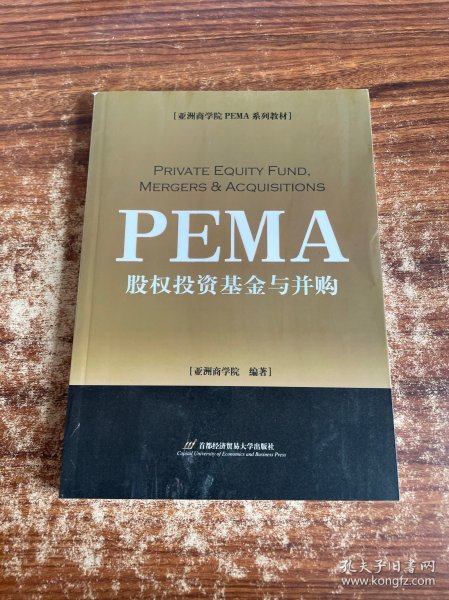 [亚洲商学院 PEMA 系列教材]
PRIVATE EQUITY FUND,
MERGERS & ACQUISITIONS
PEMA
股权投资基金与并购
[亚洲商学院 编著]
首都经济贸易大学出版社
Capital University of Economics and Business Press
孔夫子旧书网
www.kongfz.com